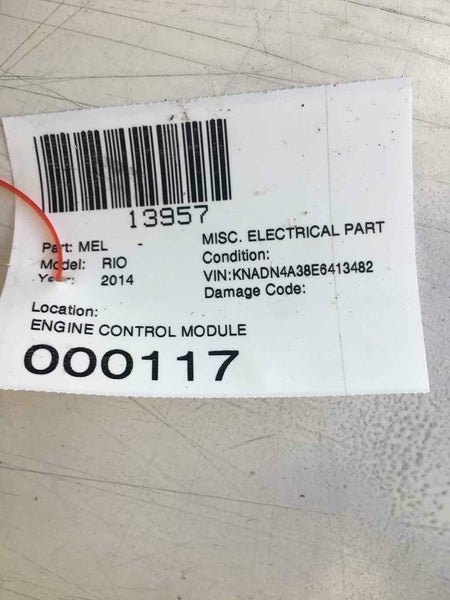 13957
Part: MEL -
Model: RIO
Year: 2014
MISC. ELECTRICAL PART
Condition:
VIN:KNADN4A38E6413482
Damage Code:
Location:
ENGINE CONTROL MODULE
000117